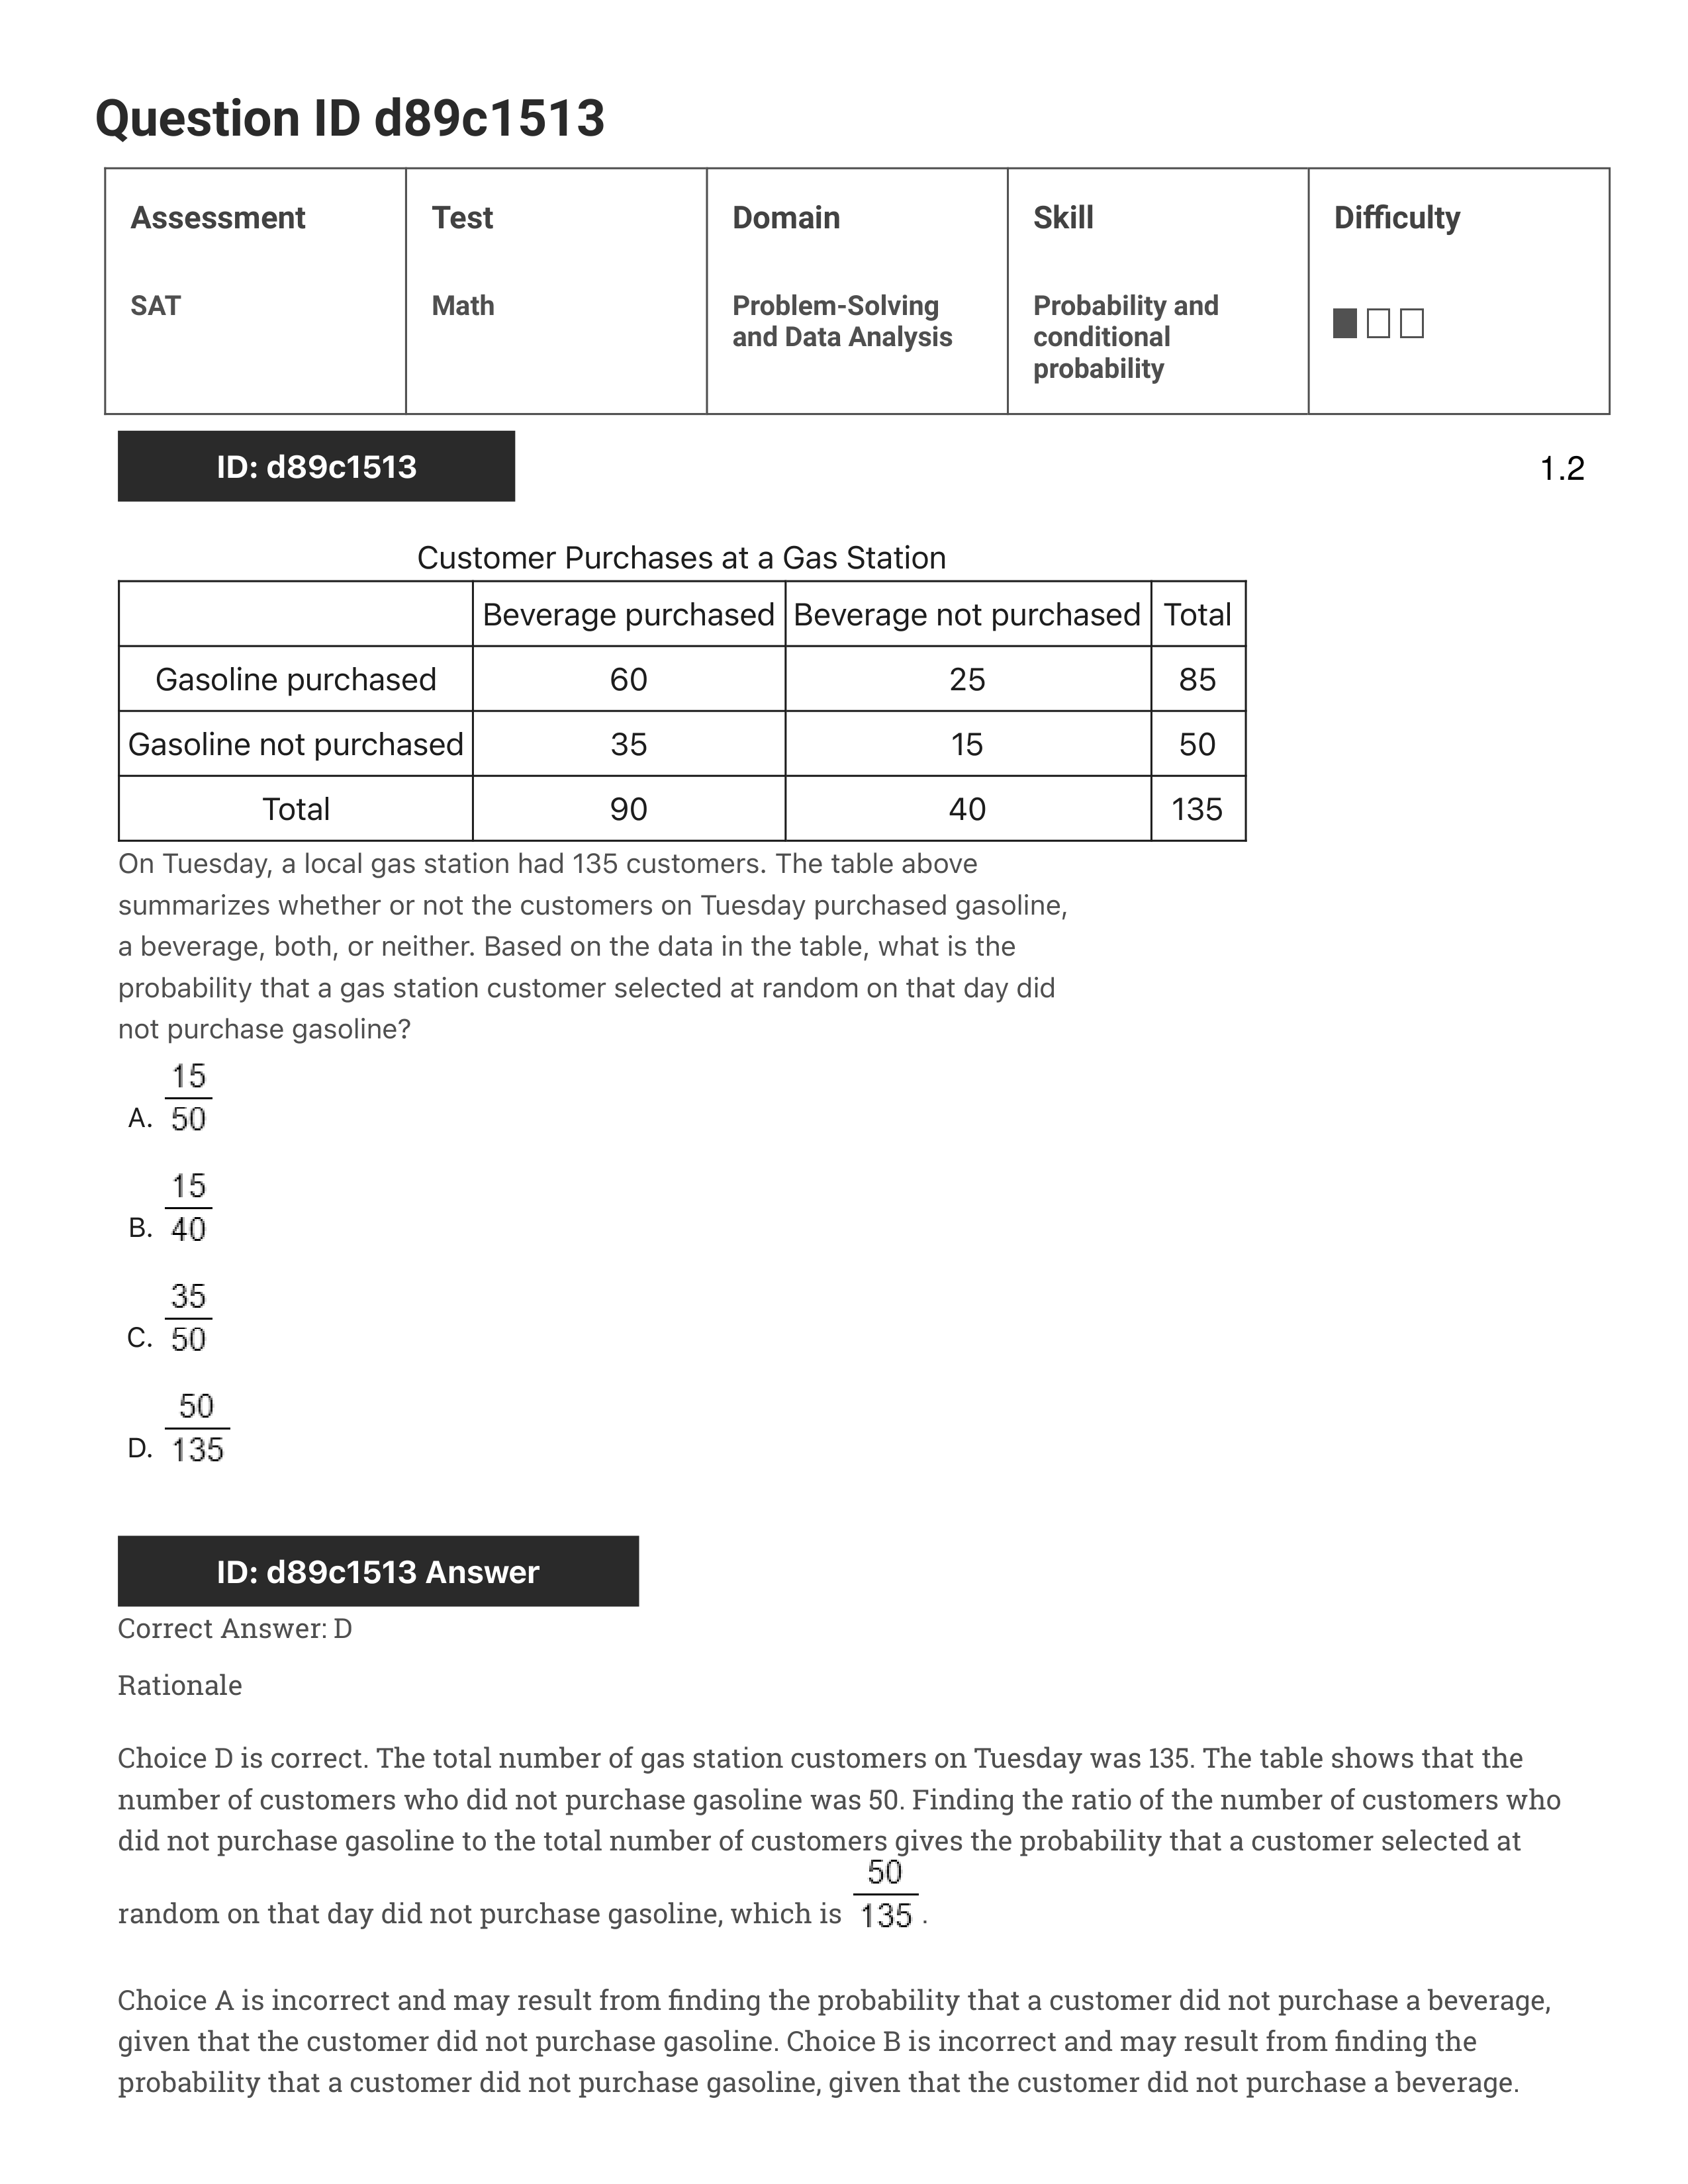 Question ID d89c1513
Assessment Test Domain Skill Difficulty
SAT Math Problem-Solving and Data Analysis Probability and conditional probability
ID: d89c1513 1.2
Customer Purchases at a Gas Station
Beverage purchased Beverage not purchased Total
Gasoline purchased 60 25 85
Gasoline not purchased 35 15 50
Total 90 40 135
On Tuesday, a local gas station had 135 customers. The table above
summarizes whether or not the customers on Tuesday purchased gasoline,
a beverage, both, or neither. Based on the data in the table, what is the
probability that a gas station customer selected at random on that day did
not purchase gasoline?
A. 15/50
B. 15/40
C. 35/50
D. 50/135
ID: d89c1513 Answer
Correct Answer: D
Rationale
Choice D is correct. The total number of gas station customers on Tuesday was 135. The table shows that the
number of customers who did not purchase gasoline was 50. Finding the ratio of the number of customers who
did not purchase gasoline to the total number of customers gives the probability that a customer selected at
random on that day did not purchase gasoline, which is 50/135.
Choice A is incorrect and may result from finding the probability that a customer did not purchase a beverage,
given that the customer did not purchase gasoline. Choice B is incorrect and may result from finding the
probability that a customer did not purchase gasoline, given that the customer did not purchase a beverage.